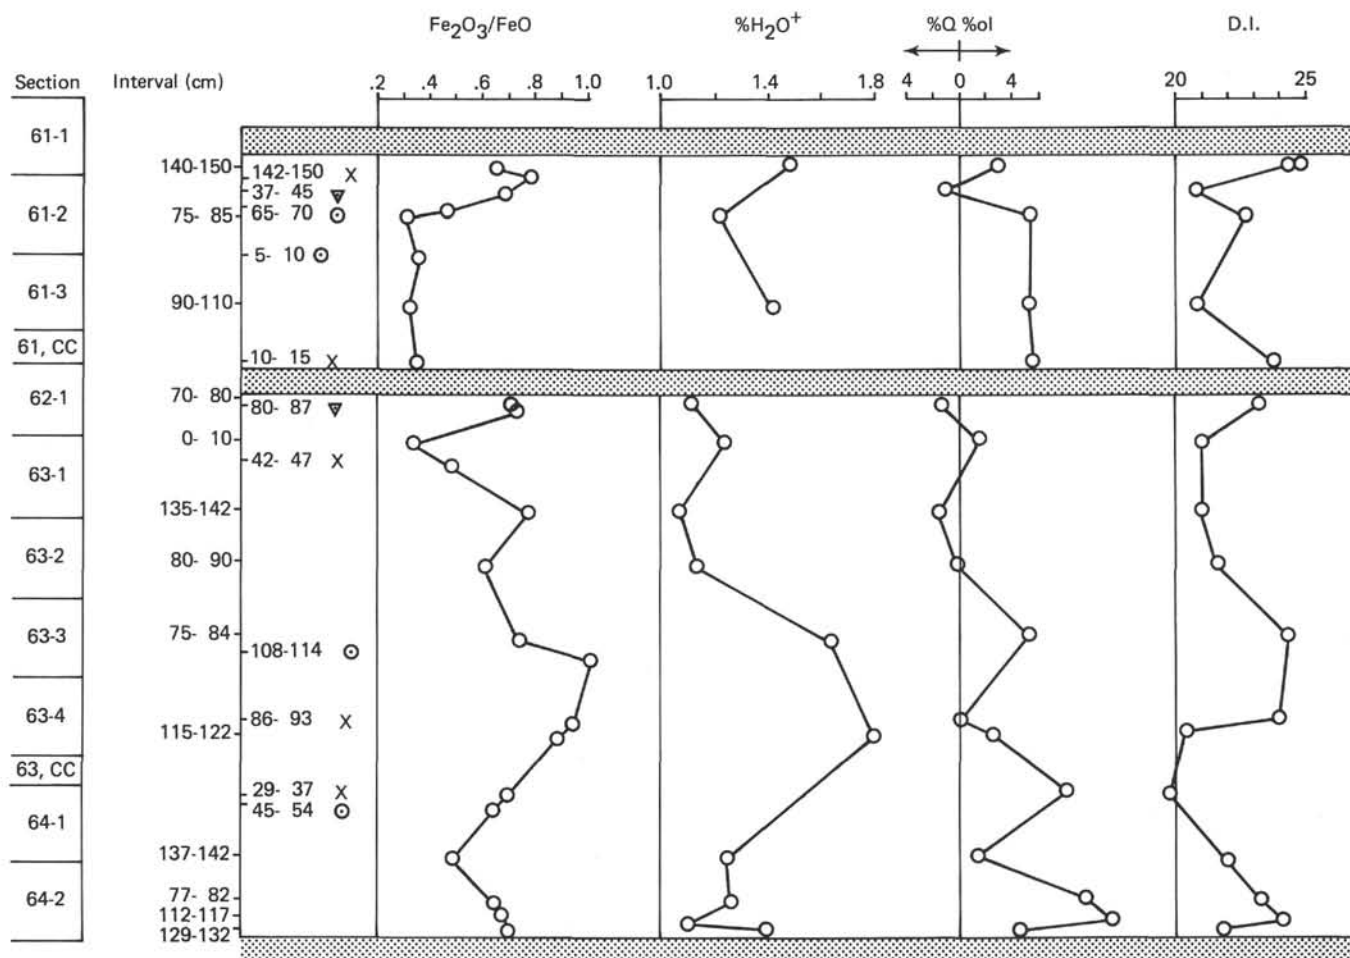 Fe2O3/FeO %H2O+ %Q %ol D.I.
Section Interval (cm) .2 .4 .6 .8 1.0 1.0 1.4 1.8 4 0 4 20 25
61-1
140-150 142-150 X
37- 45
61-2 75- 85 65- 70
5- 10
61-3 90-110
61, CC 10- 15 X
62-1 70- 80 80- 87
0- 10
63-1 42- 47 X
135-142
63-2 80- 90
63-3 75- 84
108-114
63-4 86- 93 X
115-122
63, CC
29- 37 X
64-1 45- 54
137-142
64-2 77- 82
112-117
129-132